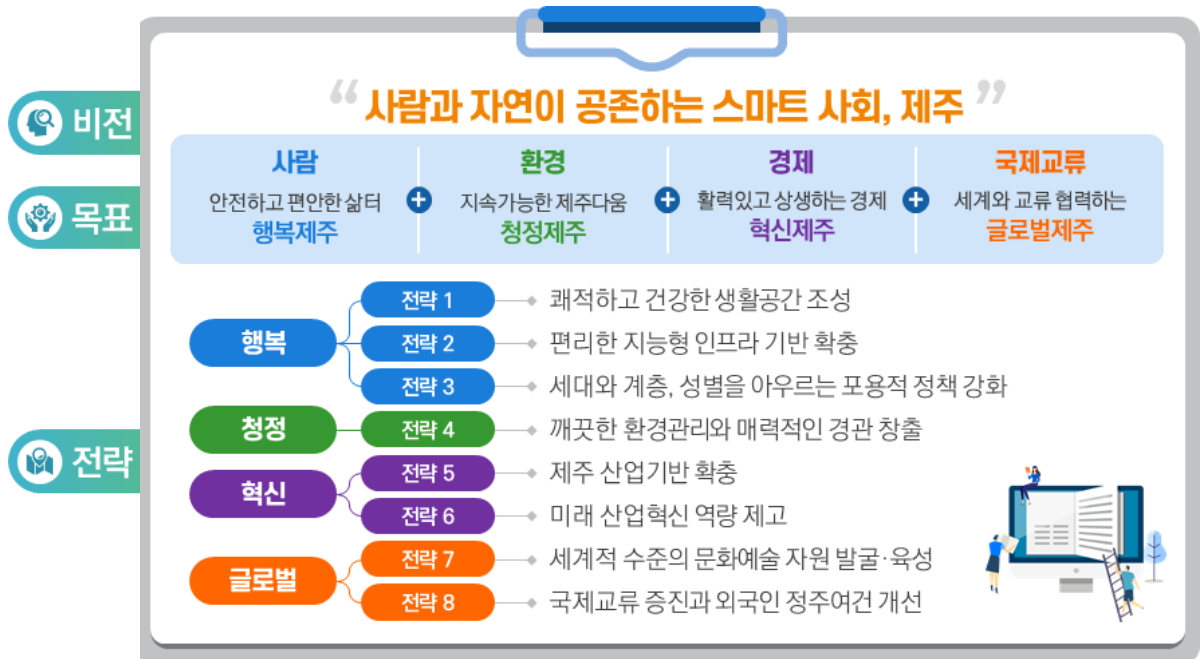 비전
“ 사람과 자연이 공존하는 스마트 사회, 제주 ”
목표
사람
안전하고 편안한 삶터
행복제주
환경
지속가능한 제주다움
청정제주
경제
활력있고 상생하는 경제
혁신제주
국제교류
세계와 교류 협력하는
글로벌제주
전략
행복
전략 1 쾌적하고 건강한 생활공간 조성
전략 2 편리한 지능형 인프라 기반 확충
전략 3 세대와 계층, 성별을 아우르는 포용적 정책 강화
청정
전략 4 깨끗한 환경관리와 매력적인 경관 창출
혁신
전략 5 제주 산업기반 확충
전략 6 미래 산업혁신 역량 제고
글로벌
전략 7 세계적 수준의 문화예술 자원 발굴·육성
전략 8 국제교류 증진과 외국인 정주여건 개선